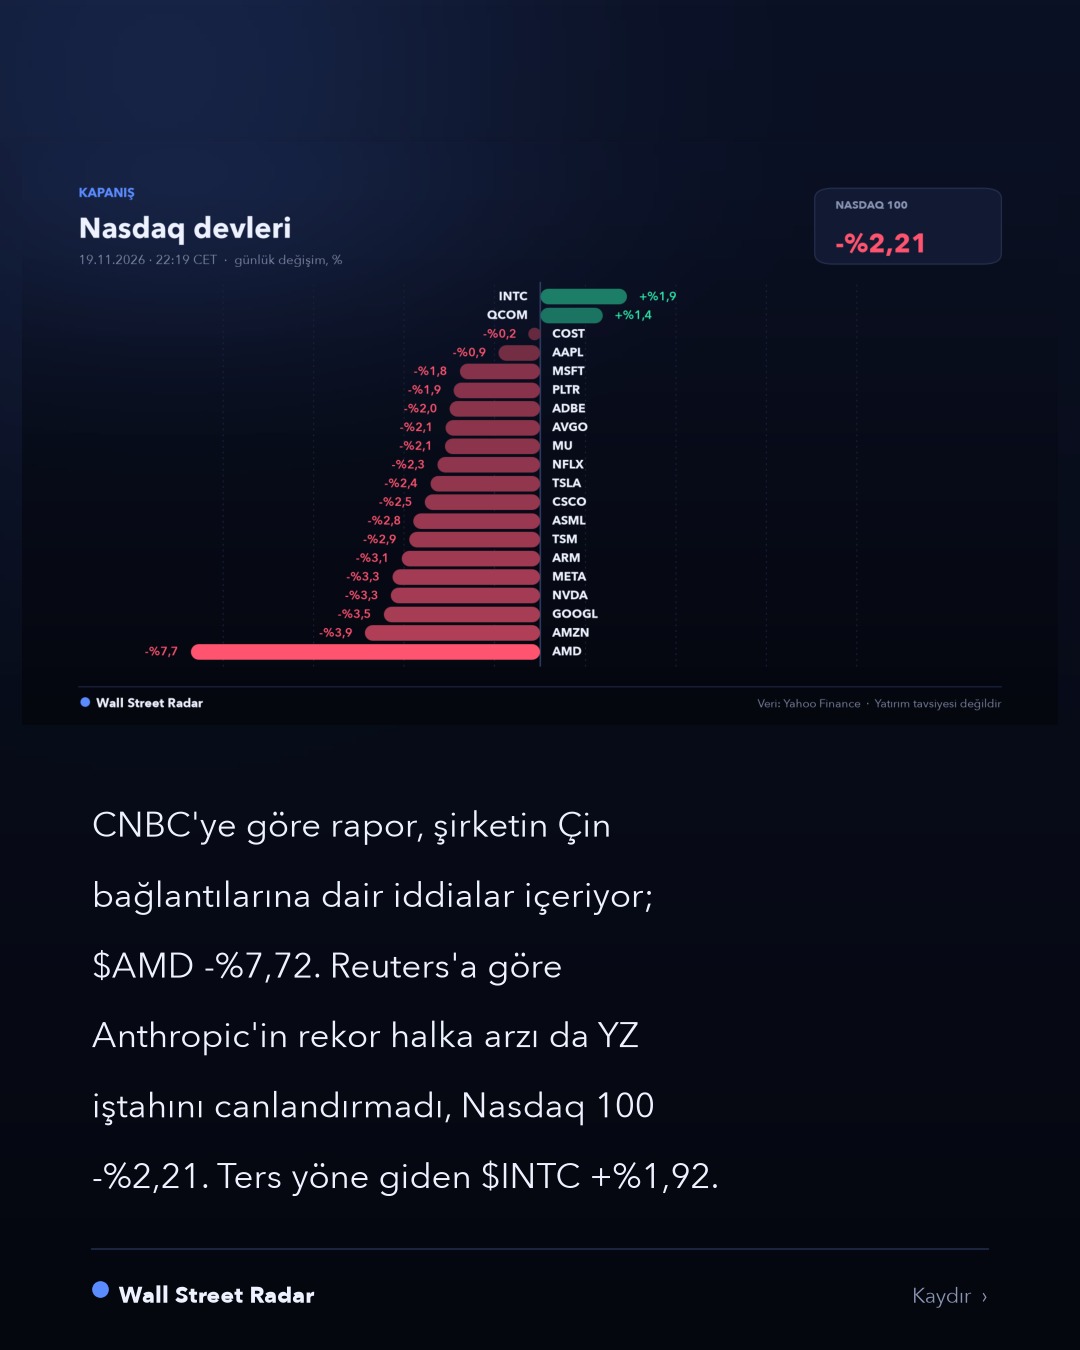 KAPANIŞ
Nasdaq devleri
19.11.2026 · 22:19 CET · günlük değişim, %
NASDAQ 100
-%2,21
INTC +%1,9
QCOM +%1,4
-%0,2 COST
-%0,9 AAPL
-%1,8 MSFT
-%1,9 PLTR
-%2,0 ADBE
-%2,1 AVGO
-%2,1 MU
-%2,3 NFLX
-%2,4 TSLA
-%2,5 CSCO
-%2,8 ASML
-%2,9 TSM
-%3,1 ARM
-%3,3 META
-%3,3 NVDA
-%3,5 GOOGL
-%3,9 AMZN
-%7,7 AMD
Wall Street Radar
Veri: Yahoo Finance · Yatırım tavsiyesi değildir
CNBC'ye göre rapor, şirketin Çin
bağlantılarına dair iddialar içeriyor;
$AMD -%7,72. Reuters'a göre
Anthropic'in rekor halka arzı da YZ
iştahını canlandırmadı, Nasdaq 100
-%2,21. Ters yöne giden $INTC +%1,92.
Wall Street Radar
Kaydır ›